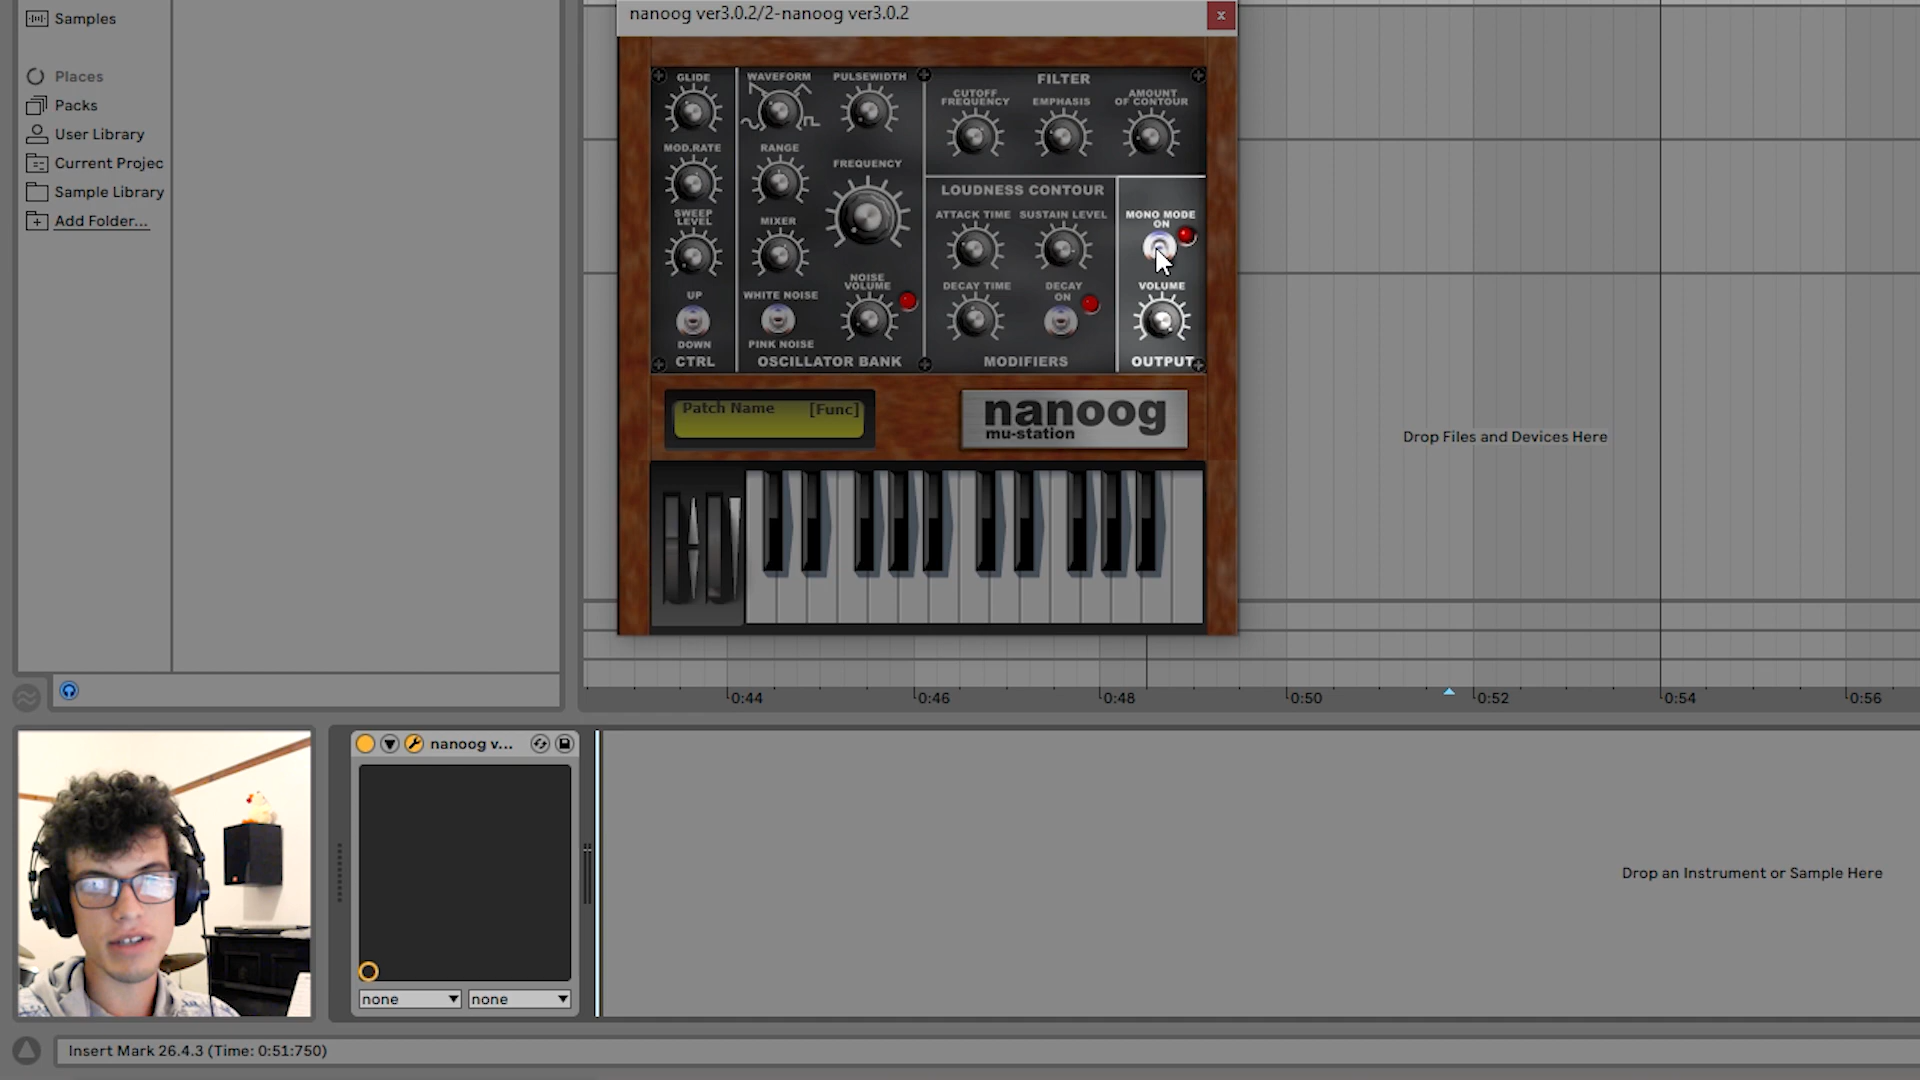 nanoog ver3.0.2/2-nanoog ver3.0.2
x
Samples
Places
Packs
User Library
Current Projec
Sample Library
Add Folder...
GLIDE
WAVEFORM
PULSEWIDTH
FILTER
CUTOFF
FREQUENCY
EMPHASIS
AMOUNT
OF CONTOUR
MOD.RATE
RANGE
FREQUENCY
SWEEP
LEVEL
MIXER
LOUDNESS CONTOUR
ATTACK TIME
SUSTAIN LEVEL
MONO MODE
ON
NOISE
VOLUME
DECAY TIME
DECAY
ON
VOLUME
UP
DOWN
WHITE NOISE
PINK NOISE
CTRL
OSCILLATOR BANK
MODIFIERS
OUTPUT
Patch Name [Func]
nanoog
mu-station
Drop Files and Devices Here
0:44
0:46
0:48
0:50
0:52
0:54
0:56
nanoog v...
none
none
Drop an Instrument or Sample Here
Insert Mark 26.4.3 (Time: 0:51:750)